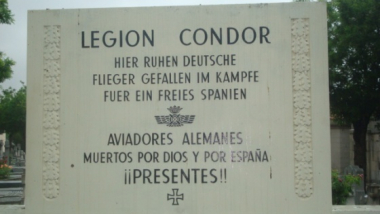 LEGION CONDOR
HIER RUHEN DEUTSCHE
FLIEGER GEFALLEN IM KAMPFE
FUER EIN FREIES SPANIEN
AVIADORES ALEMANES
MUERTOS POR DIOS Y POR ESPAÑA
¡¡PRESENTES!!